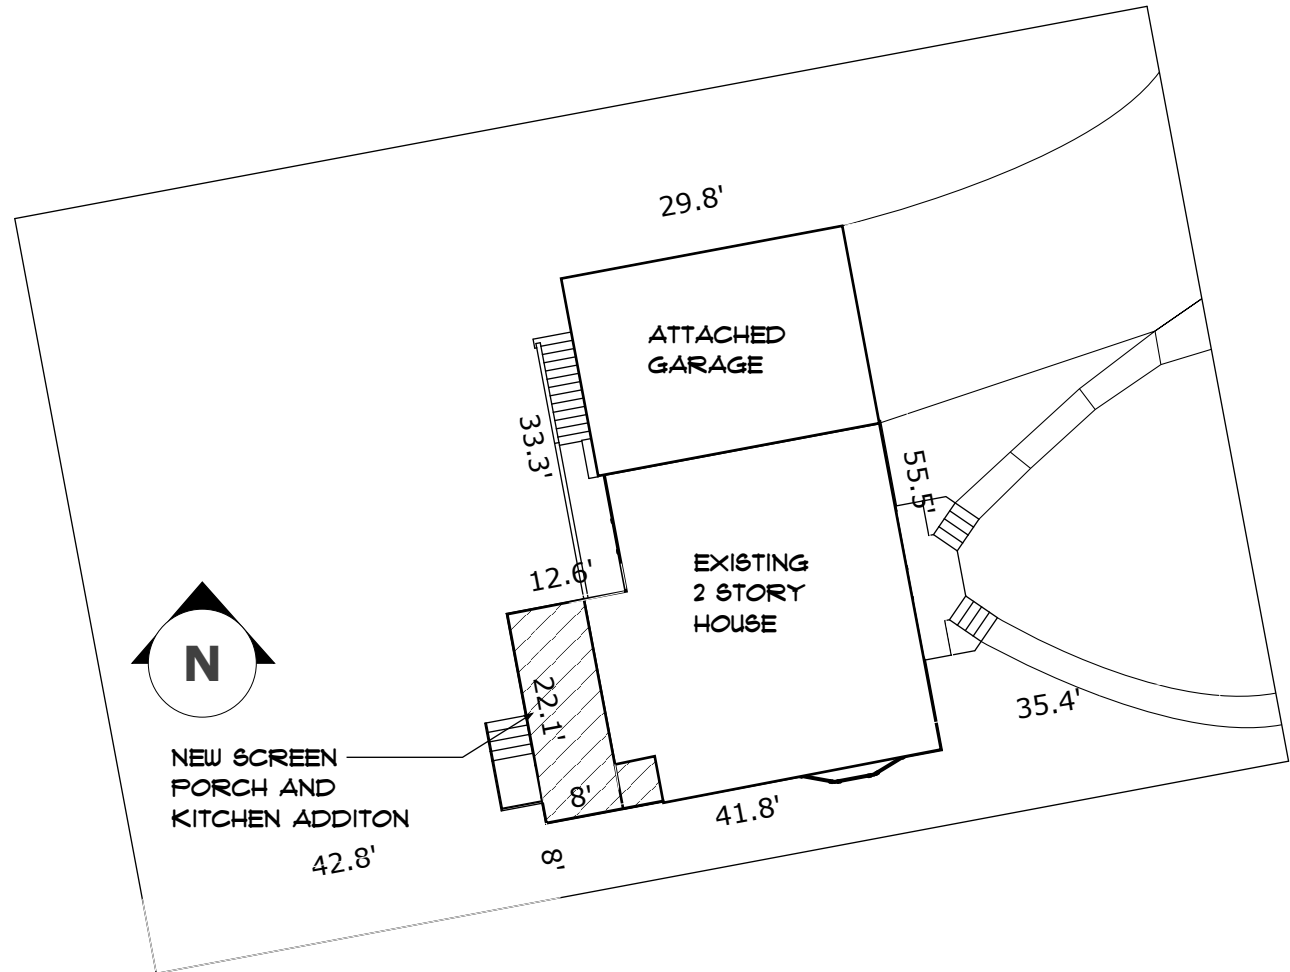 29.8'
ATTACHED
GARAGE
33.3'
55.5'
EXISTING
2 STORY
HOUSE
12.6'
N
22.1'
35.4'
NEW SCREEN
PORCH AND
KITCHEN ADDITON
8'
41.8'
42.8'
8'